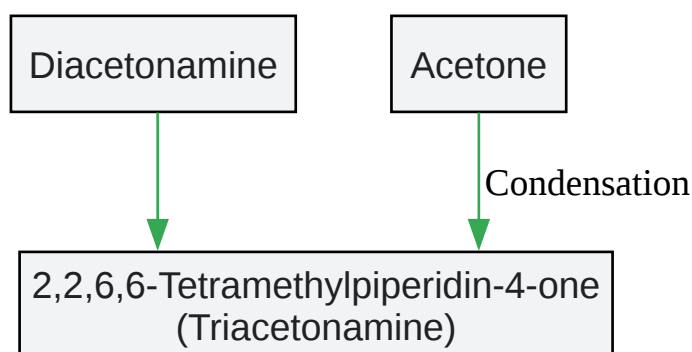 Diacetonamine
Acetone
Condensation
2,2,6,6-Tetramethylpiperidin-4-one
(Triacetonamine)